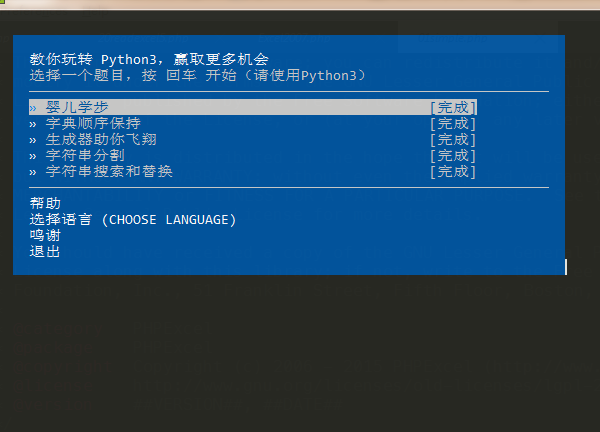 教你玩转 Python3，赢取更多机会
选择一个题目，按 回车 开始（请使用Python3）
» 婴儿学步 [完成]
» 字典顺序保持 [完成]
» 生成器助你飞翔 [完成]
» 字符串分割 [完成]
» 字符串搜索和替换 [完成]
帮助
选择语言 (CHOOSE LANGUAGE)
鸣谢
退出